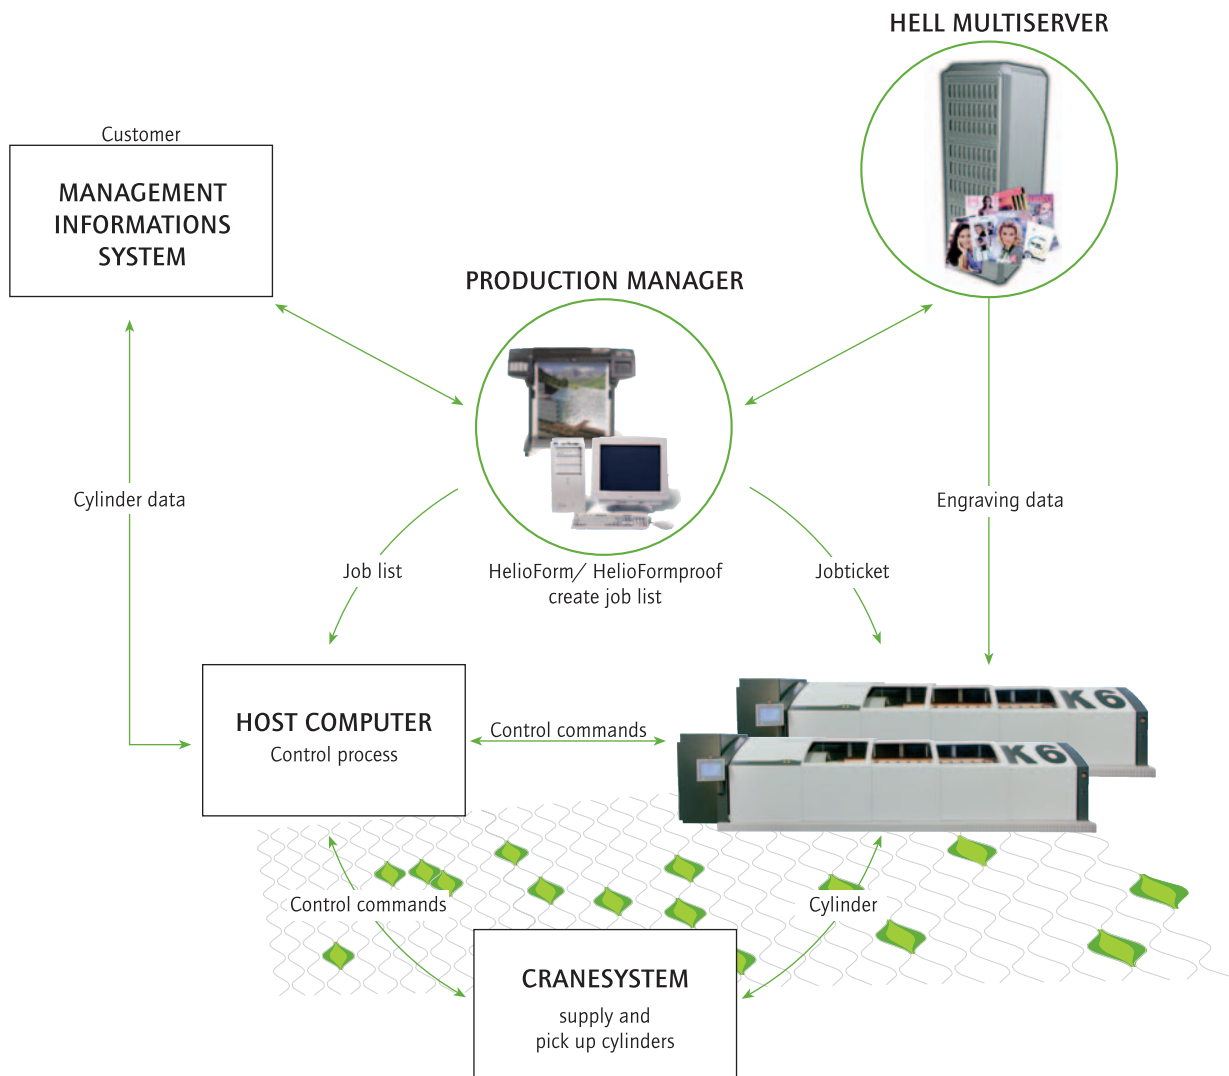 HELL MULTISERVER
Customer
MANAGEMENT
INFORMATIONS
SYSTEM
PRODUCTION MANAGER
Cylinder data
Engraving data
Job list
HelioForm/ HelioFormproof
create job list
Jobticket
HOST COMPUTER
Control process
Control commands
K6
K6
Control commands
Cylinder
CRANESYSTEM
supply and
pick up cylinders